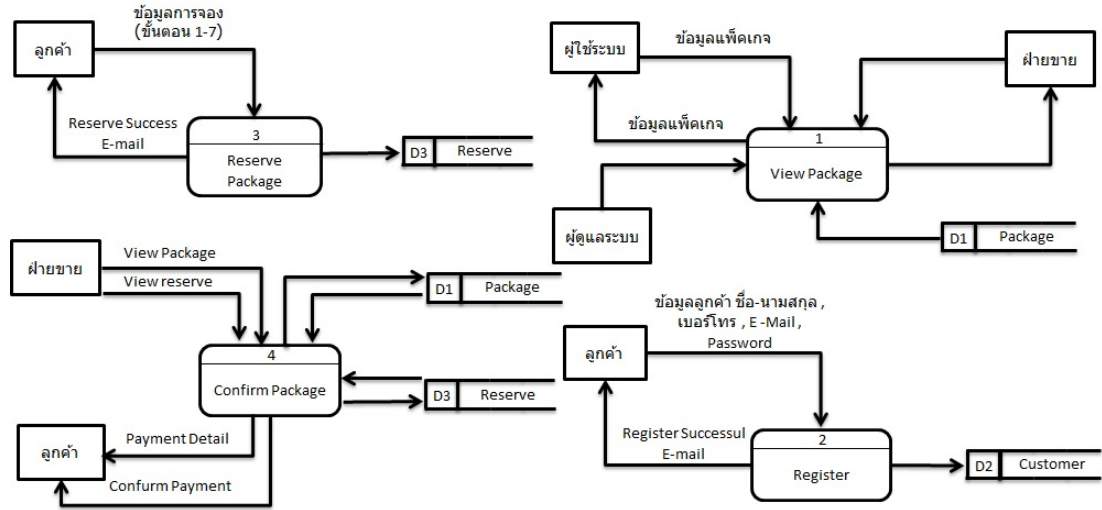 ข้อมูลการจอง
(ขั้นตอน 1-7)
ลูกค้า
Reserve Success
E-mail
3
Reserve
Package
D3
Reserve
ผู้ใช้ระบบ
ข้อมูลแพ็คเกจ
ฝ่ายขาย
ข้อมูลแพ็คเกจ
1
View Package
ผู้ดูแลระบบ
D1
Package
ฝ่ายขาย
View Package
View reserve
D1
Package
4
Confirm Package
D3
Reserve
ลูกค้า
Payment Detail
Confurm Payment
ข้อมูลลูกค้า ชื่อ-นามสกุล ,
เบอร์โทร , E -Mail ,
Password
ลูกค้า
Register Successul
E-mail
2
Register
D2
Customer